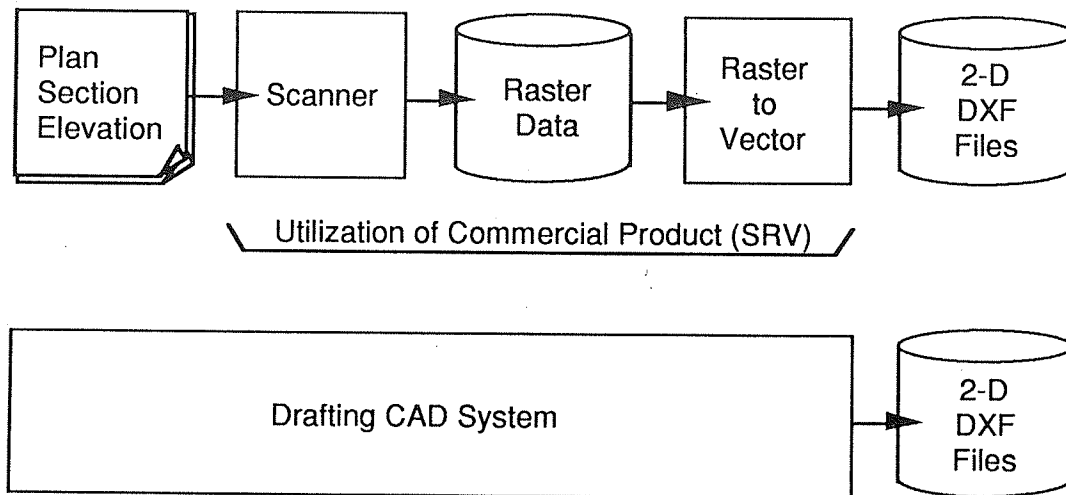 Plan
Section
Elevation
Scanner
Raster
Data
Raster
to
Vector
2-D
DXF
Files
Utilization of Commercial Product (SRV)
Drafting CAD System
2-D
DXF
Files